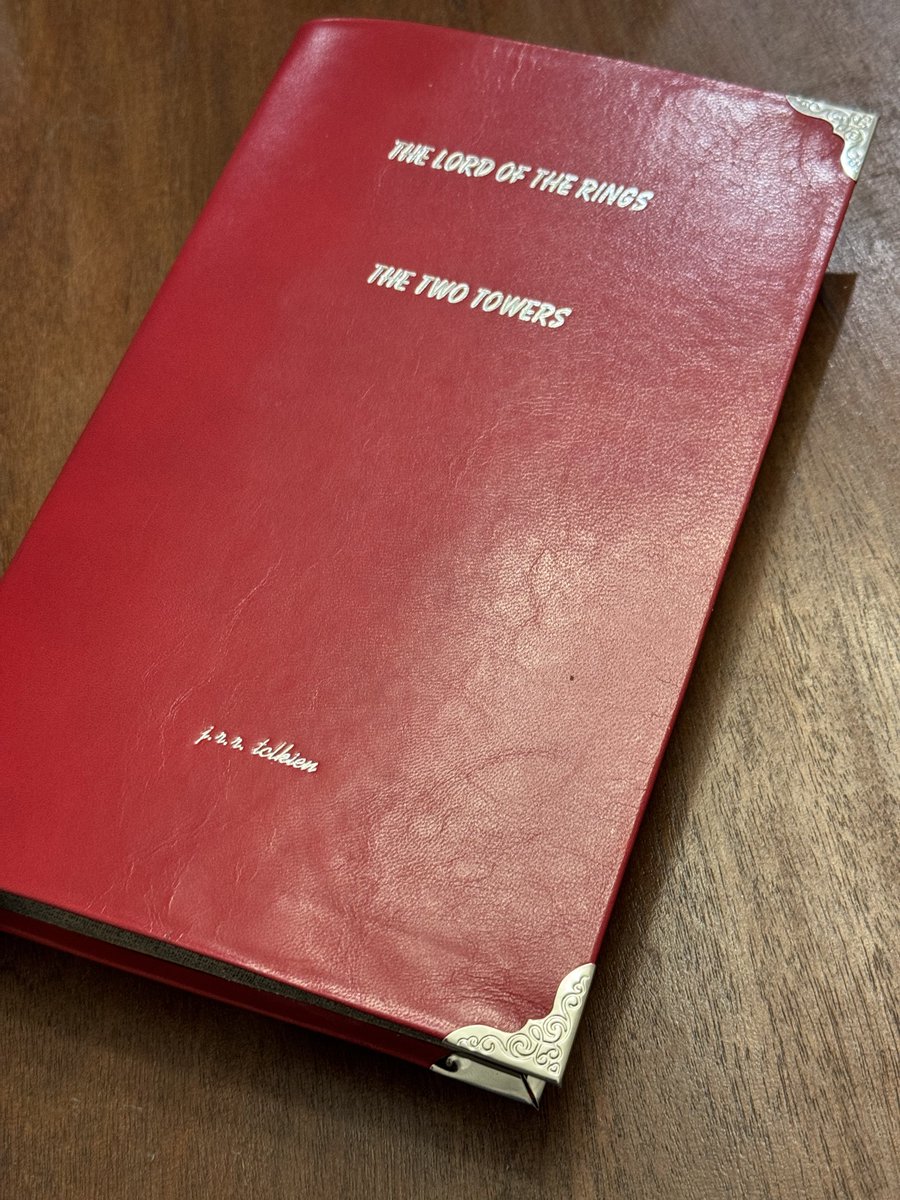 THE LORD OF THE RINGS
THE TWO TOWERS
j.r.r. tolkien